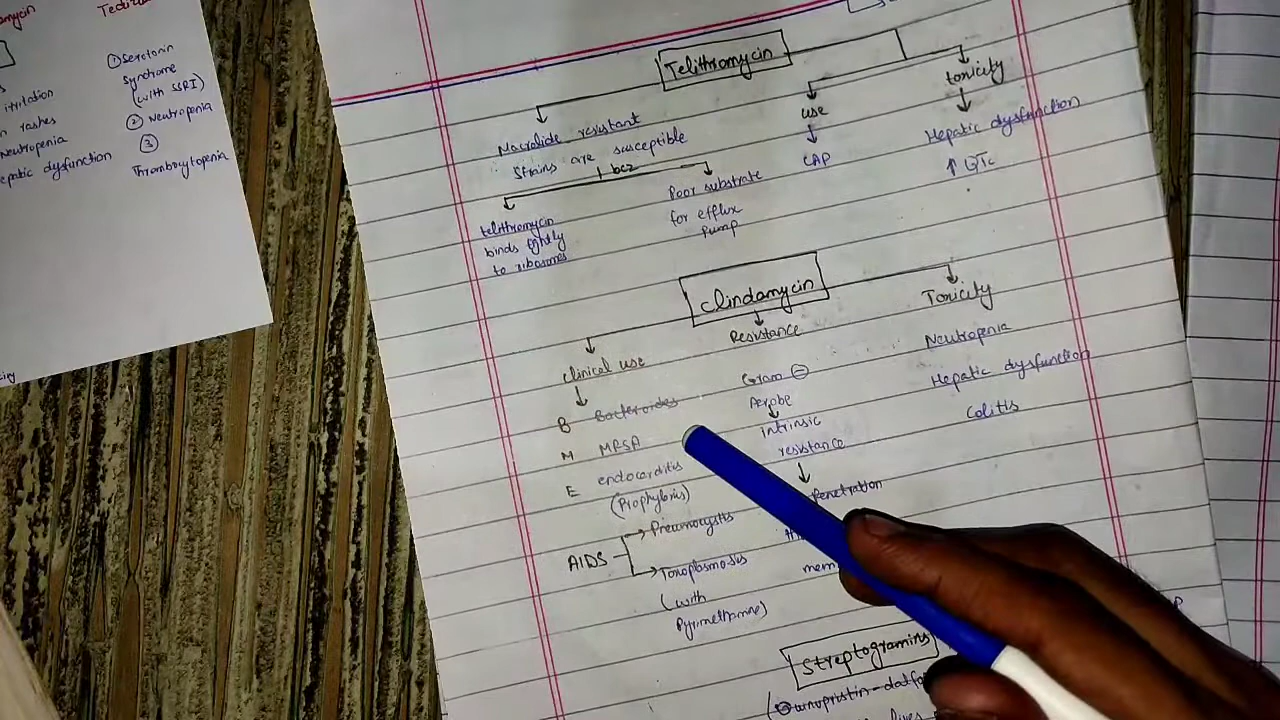 Serotonin
syndrome
(with SSRI)
② Neutropenia
③
Thrombocytopenia
rashes
Neutropenia
dysfunction
Telithromycin
Macrolide resistant
Strains are susceptible
bcz
telithromycin
binds tightly
to ribosomes
Poor substrate
for efflux
pump
use
CAP
toxicity
Hepatic dysfunction
↑ QTc
Clindamycin
clinical use
B Bacteroides
M MRSA
E endocarditis
(Prophylaxis)
AIDS
Pneumocystis
Toxoplasmosis
(with
Pyrimethamine)
Resistance
Gram ⊖
Aerobe
intrinsic
resistance
Penetration
mem
Toxicity
Neutropenia
Hepatic dysfunction
Colitis
Streptogramins